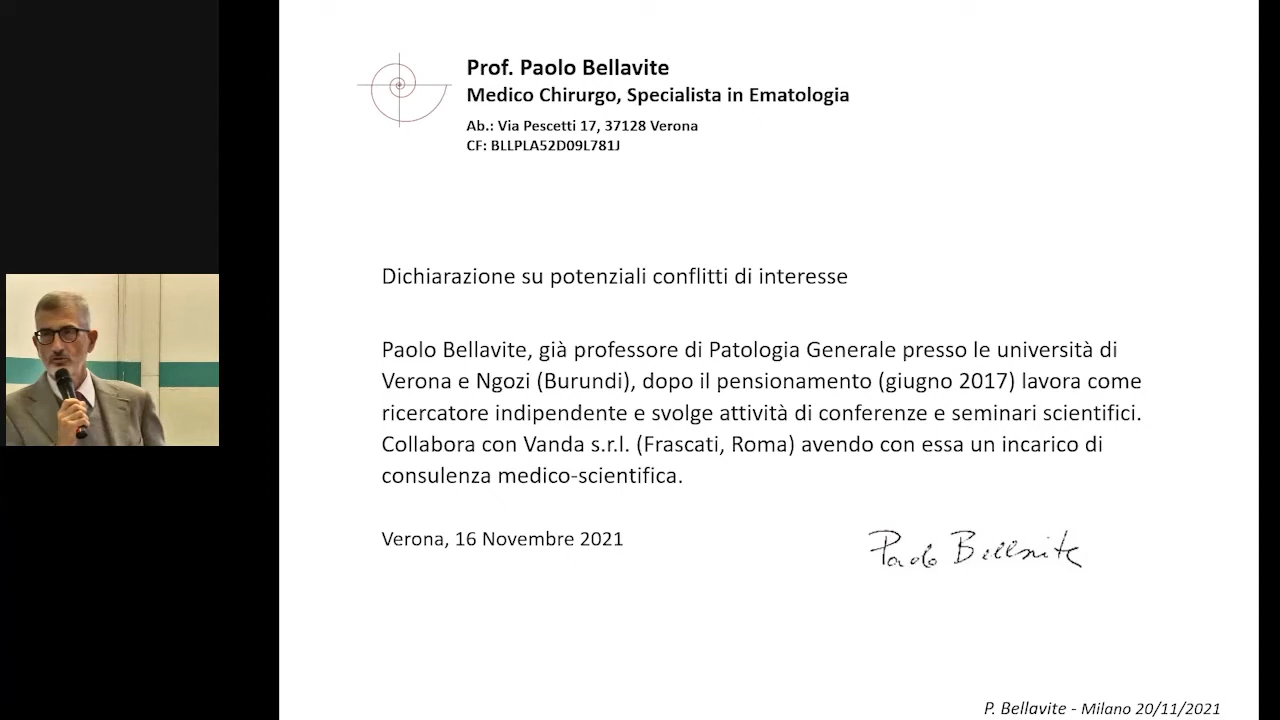 Prof. Paolo Bellavite
Medico Chirurgo, Specialista in Ematologia
Ab.: Via Pescetti 17, 37128 Verona
CF: BLLPLA52D09L781J
Dichiarazione su potenziali conflitti di interesse
Paolo Bellavite, già professore di Patologia Generale presso le università di
Verona e Ngozi (Burundi), dopo il pensionamento (giugno 2017) lavora come
ricercatore indipendente e svolge attività di conferenze e seminari scientifici.
Collabora con Vanda s.r.l. (Frascati, Roma) avendo con essa un incarico di
consulenza medico-scientifica.
Verona, 16 Novembre 2021
Paolo Bellavite
P. Bellavite - Milano 20/11/2021